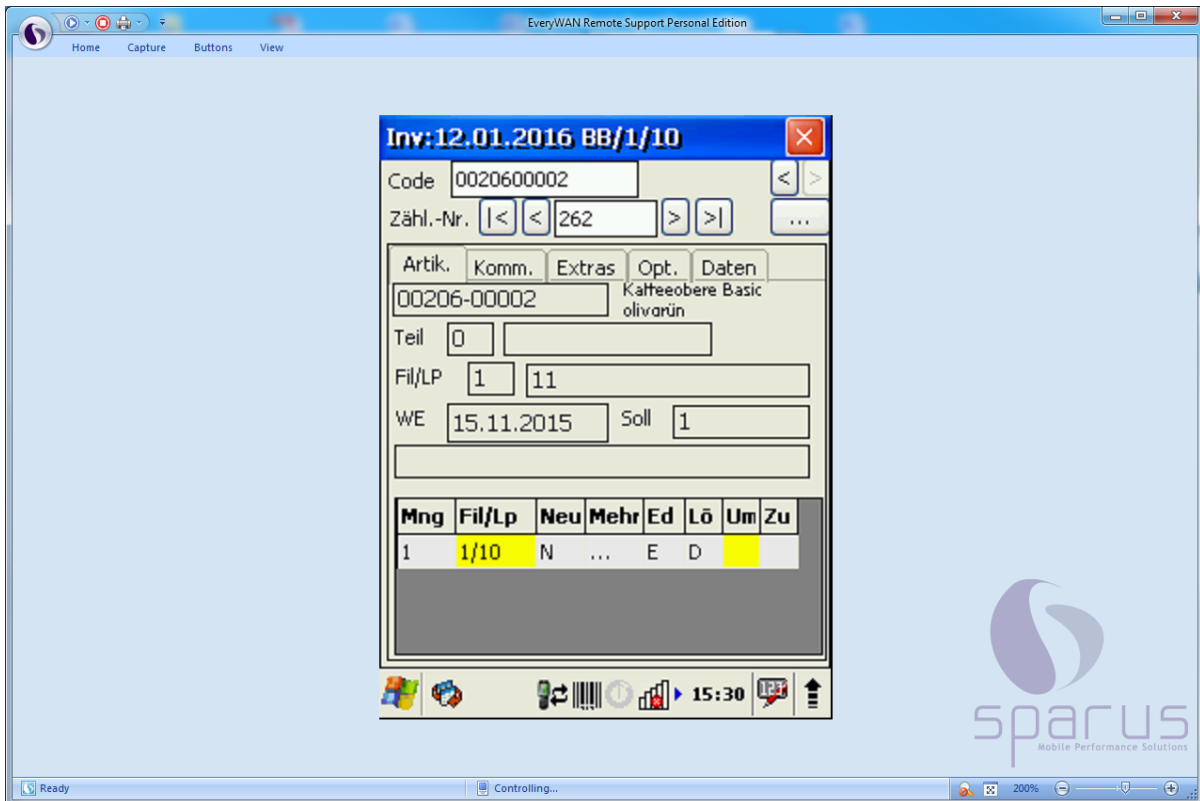 EveryWAN Remote Support Personal Edition
Home Capture Buttons View
Inv:12.01.2016 BB/1/10
Code 0020600002 < >
Zähl.-Nr. |< < 262 > >| ...
Artik. Komm. Extras Opt. Daten
00206-00002 Kaffeeobere Basic
olivgrün
Teil 0
Fil/LP 1 11
WE 15.11.2015 Soll 1
Mng Fil/Lp Neu Mehr Ed Lö Um Zu
1 1/10 N ... E D
15:30 123
sparus
Mobile Performance Solutions
Ready Controlling... 200%